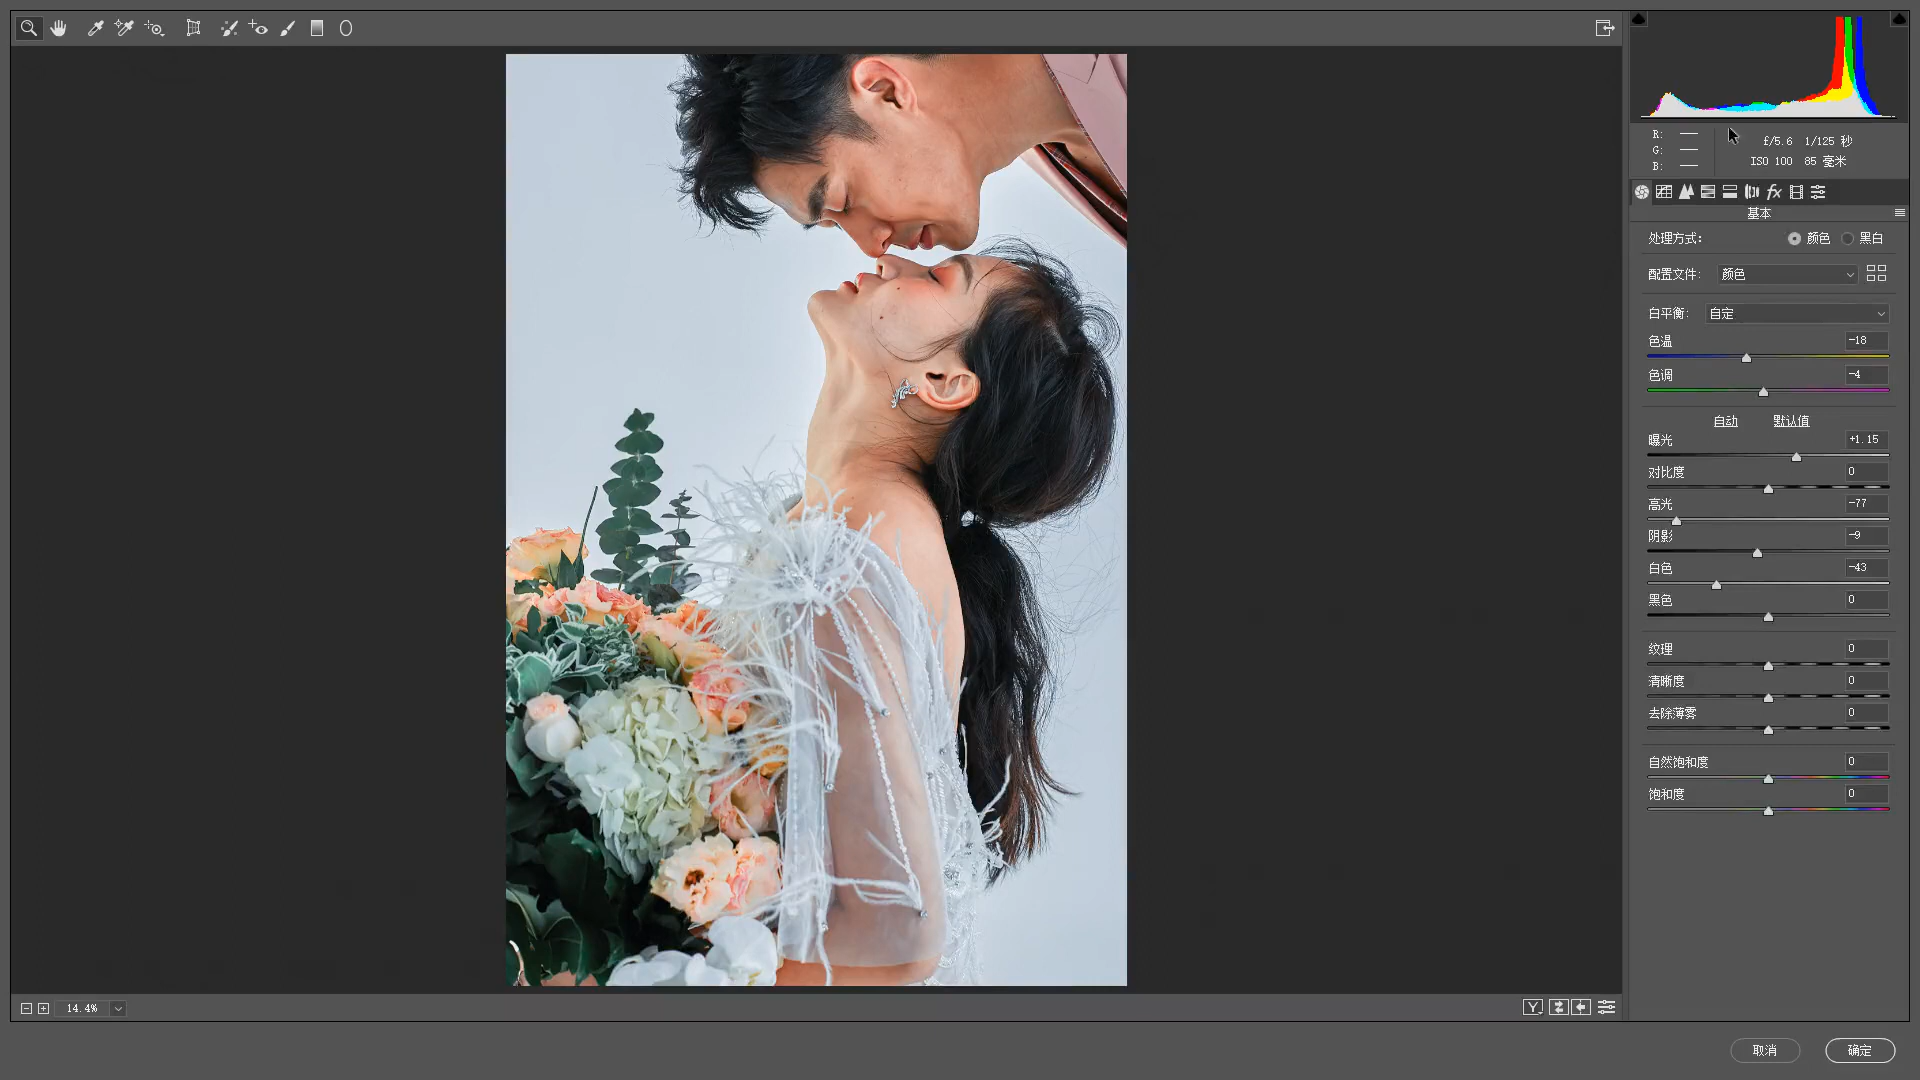 R:
G:
B:
f/5.6 1/125 秒
ISO 100 85 毫米
fx
基本
处理方式:
颜色
黑白
配置文件:
颜色
白平衡:
自定
色温
-18
色调
-4
自动
默认值
曝光
+1.15
对比度
0
高光
-77
阴影
-9
白色
-43
黑色
0
纹理
0
清晰度
0
去除薄雾
0
自然饱和度
0
饱和度
0
14.4%
Y
取消
确定